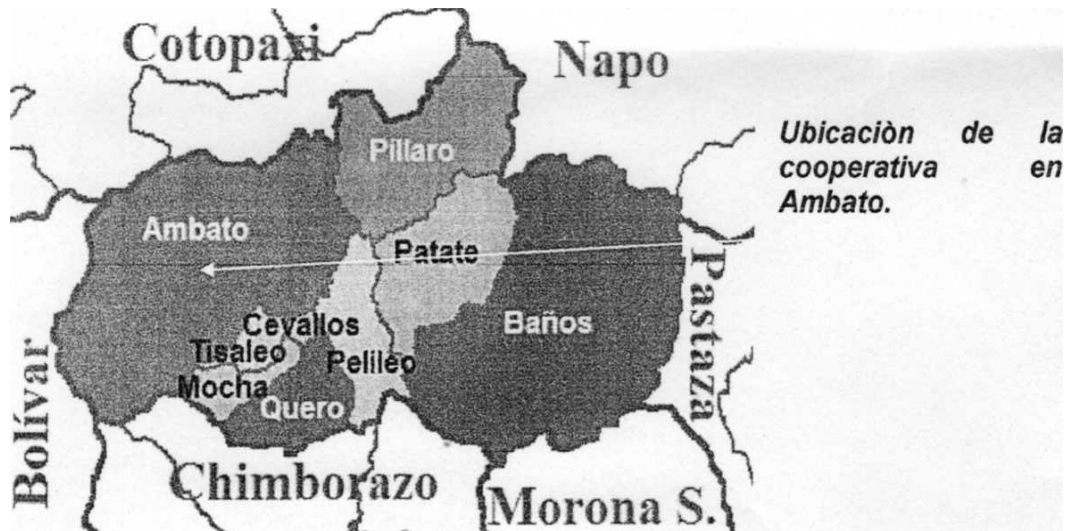 Cotopaxi
Napo
Ubicaciòn de la
cooperativa en
Ambato.
Píllaro
Ambato
Patate
Pastaza
Cevallos
Baños
Tisaleo
Pelileo
Mocha
Quero
Bolívar
Chimborazo
Morona S.